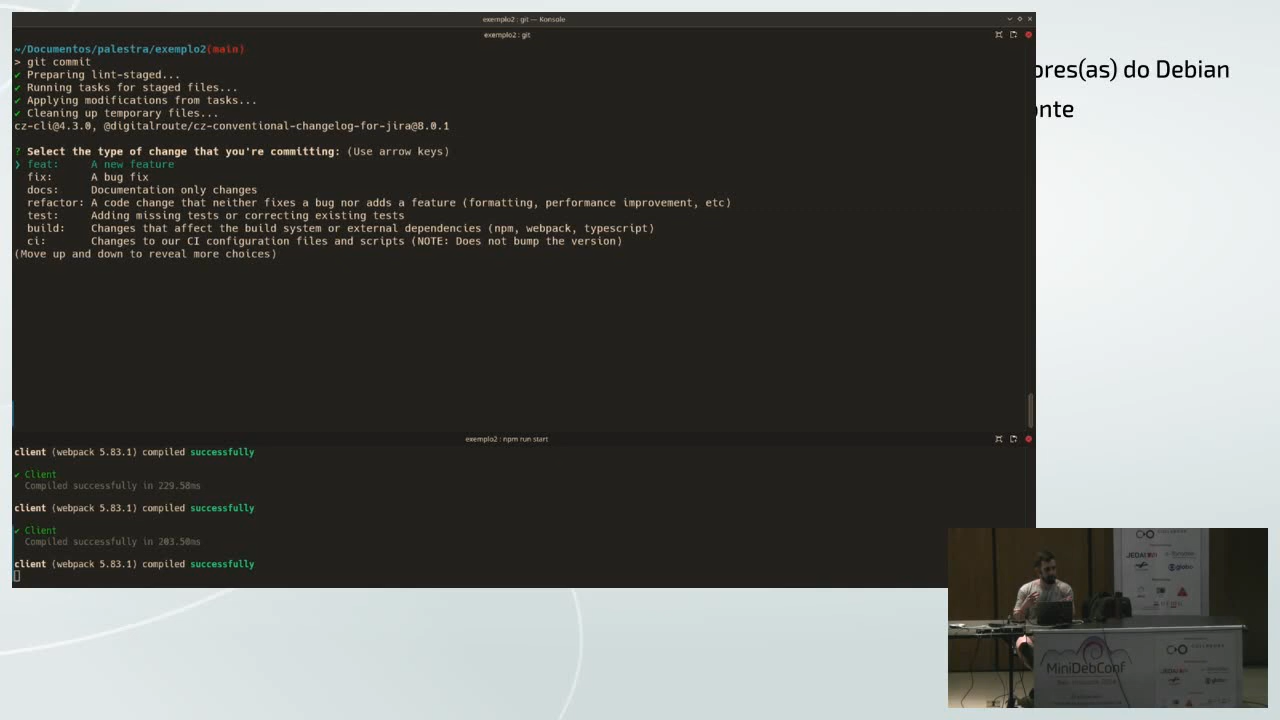 exemplo2 : git — Konsole
exemplo2 : git
~/Documentos/palestra/exemplo2(main)
> git commit
✔ Preparing lint-staged...
✔ Running tasks for staged files...
✔ Applying modifications from tasks...
✔ Cleaning up temporary files...
cz-cli@4.3.0, @digitalroute/cz-conventional-changelog-for-jira@8.0.1
? Select the type of change that you're committing: (Use arrow keys)
❯ feat: A new feature
fix: A bug fix
docs: Documentation only changes
refactor: A code change that neither fixes a bug nor adds a feature (formatting, performance improvement, etc)
test: Adding missing tests or correcting existing tests
build: Changes that affect the build system or external dependencies (npm, webpack, typescript)
ci: Changes to our CI configuration files and scripts (NOTE: Does not bump the version)
(Move up and down to reveal more choices)
exemplo2 : npm run start
client (webpack 5.83.1) compiled successfully
✔ Client
Compiled successfully in 229.58ms
client (webpack 5.83.1) compiled successfully
✔ Client
Compiled successfully in 203.50ms
client (webpack 5.83.1) compiled successfully
ores(as) do Debian
onte
globo
MiniDebConf
globo